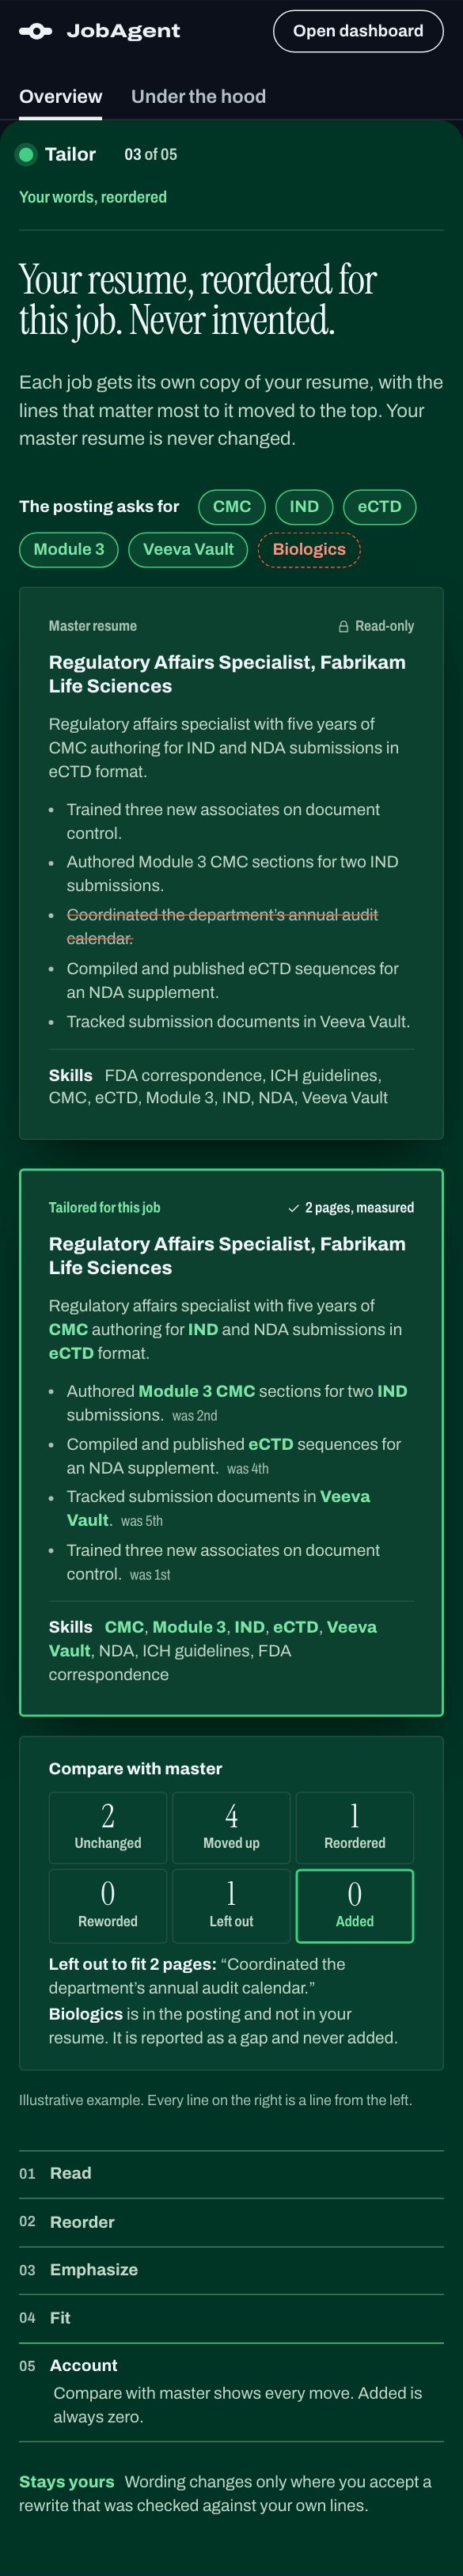 JobAgent
Open dashboard
Overview
Under the hood
Tailor
03 of 05
Your words, reordered
Your resume, reordered for
this job. Never invented.
Each job gets its own copy of your resume, with the
lines that matter most to it moved to the top. Your
master resume is never changed.
The posting asks for CMC IND eCTD
Module 3 Veeva Vault Biologics
Master resume
Read-only
Regulatory Affairs Specialist, Fabrikam
Life Sciences
Regulatory affairs specialist with five years of
CMC authoring for IND and NDA submissions in
eCTD format.
• Trained three new associates on document
control.
• Authored Module 3 CMC sections for two IND
submissions.
• Coordinated the department’s annual audit
calendar.
• Compiled and published eCTD sequences for
an NDA supplement.
• Tracked submission documents in Veeva Vault.
Skills FDA correspondence, ICH guidelines,
CMC, eCTD, Module 3, IND, NDA, Veeva Vault
Tailored for this job
✓ 2 pages, measured
Regulatory Affairs Specialist, Fabrikam
Life Sciences
Regulatory affairs specialist with five years of
CMC authoring for IND and NDA submissions in
eCTD format.
• Authored Module 3 CMC sections for two IND
submissions. was 2nd
• Compiled and published eCTD sequences for
an NDA supplement. was 4th
• Tracked submission documents in Veeva
Vault. was 5th
• Trained three new associates on document
control. was 1st
Skills CMC, Module 3, IND, eCTD, Veeva
Vault, NDA, ICH guidelines, FDA
correspondence
Compare with master
2
Unchanged
4
Moved up
1
Reordered
0
Reworded
1
Left out
0
Added
Left out to fit 2 pages: “Coordinated the
department’s annual audit calendar.”
Biologics is in the posting and not in your
resume. It is reported as a gap and never added.
Illustrative example. Every line on the right is a line from the left.
01 Read
02 Reorder
03 Emphasize
04 Fit
05 Account
Compare with master shows every move. Added is
always zero.
Stays yours Wording changes only where you accept a
rewrite that was checked against your own lines.